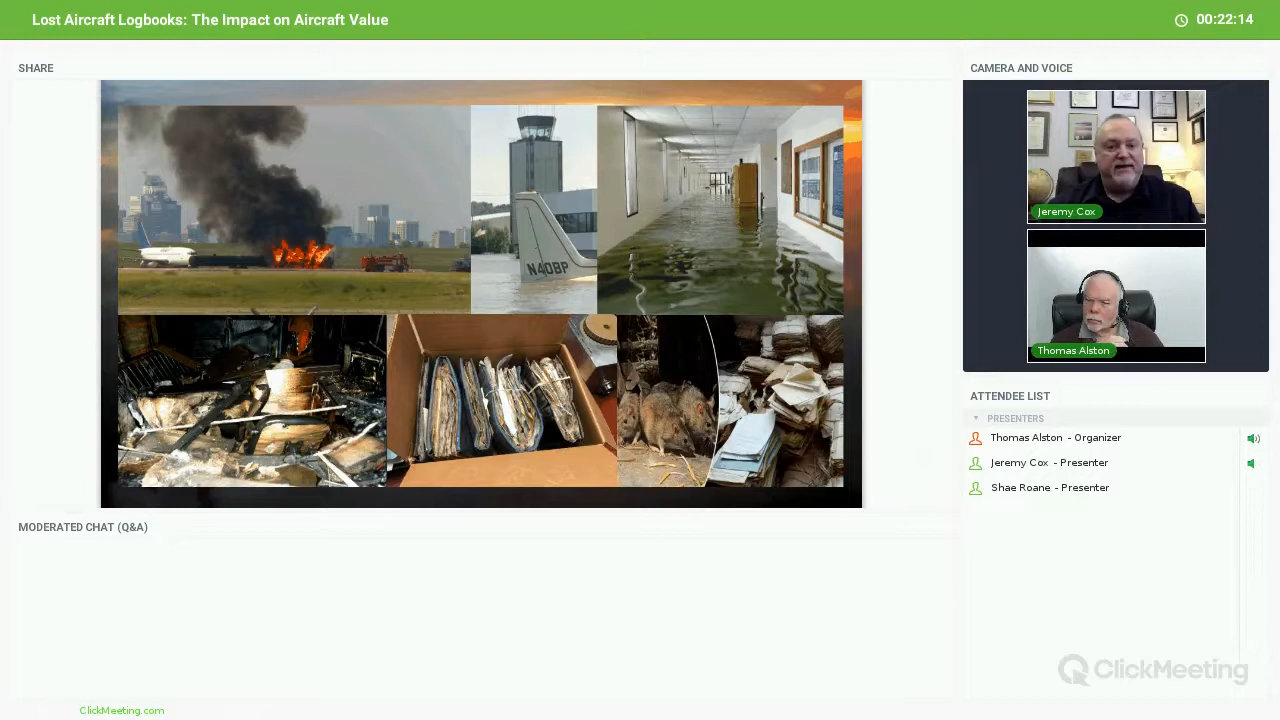 Lost Aircraft Logbooks: The Impact on Aircraft Value
00:22:14
SHARE
N40BP
MODERATED CHAT (Q&A)
ClickMeeting.com
CAMERA AND VOICE
Jeremy Cox
Thomas Alston
ATTENDEE LIST
PRESENTERS
Thomas Alston - Organizer
Jeremy Cox - Presenter
Shae Roane - Presenter
ClickMeeting